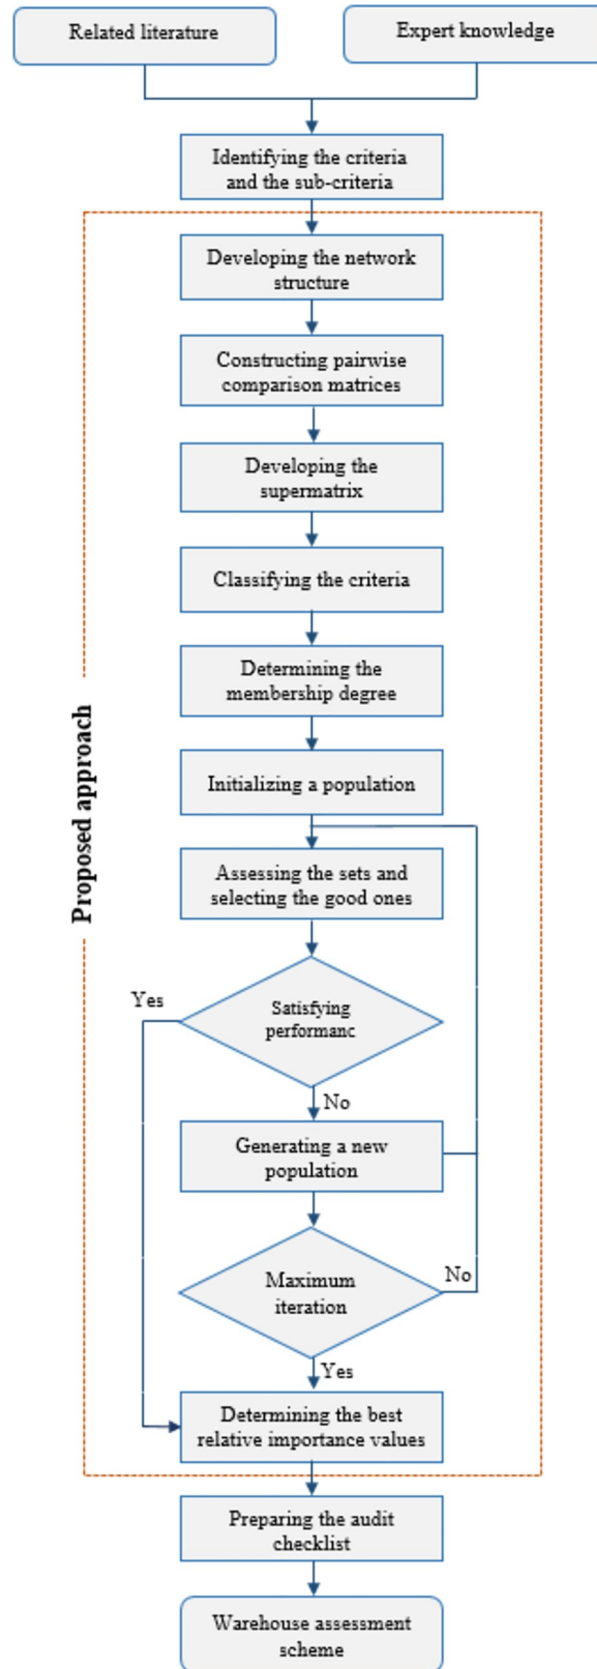 Related literature
Expert knowledge
Identifying the criteria
and the sub-criteria
Developing the network
structure
Constructing pairwise
comparison matrices
Developing the
supermatrix
Classifying the criteria
Determining the
membership degree
Proposed approach
Initializing a population
Assessing the sets and
selecting the good ones
Yes
Satisfying
performanc
No
Generating a new
population
Maximum
iteration
No
Yes
Determining the best
relative importance values
Preparing the audit
checklist
Warehouse assessment
scheme